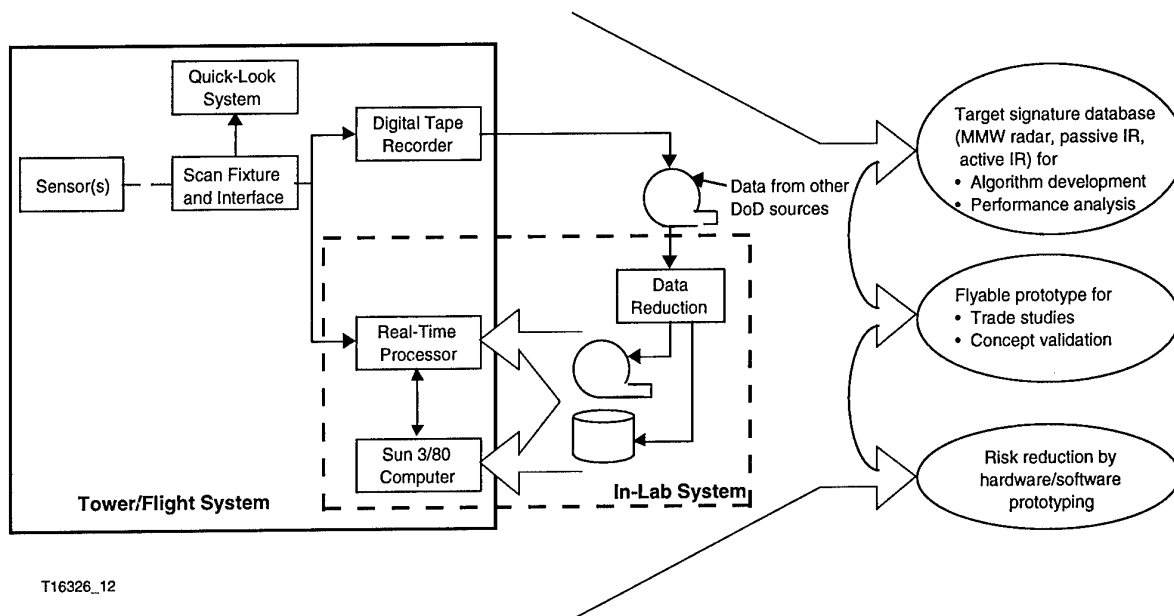 Quick-Look
System
Sensor(s)
Scan Fixture
and Interface
Digital Tape
Recorder
Data from other
DoD sources
Data
Reduction
Real-Time
Processor
Sun 3/80
Computer
Tower/Flight System
In-Lab System
Target signature database
(MMW radar, passive IR,
active IR) for
• Algorithm development
• Performance analysis
Flyable prototype for
• Trade studies
• Concept validation
Risk reduction by
hardware/software
prototyping
T16326_12